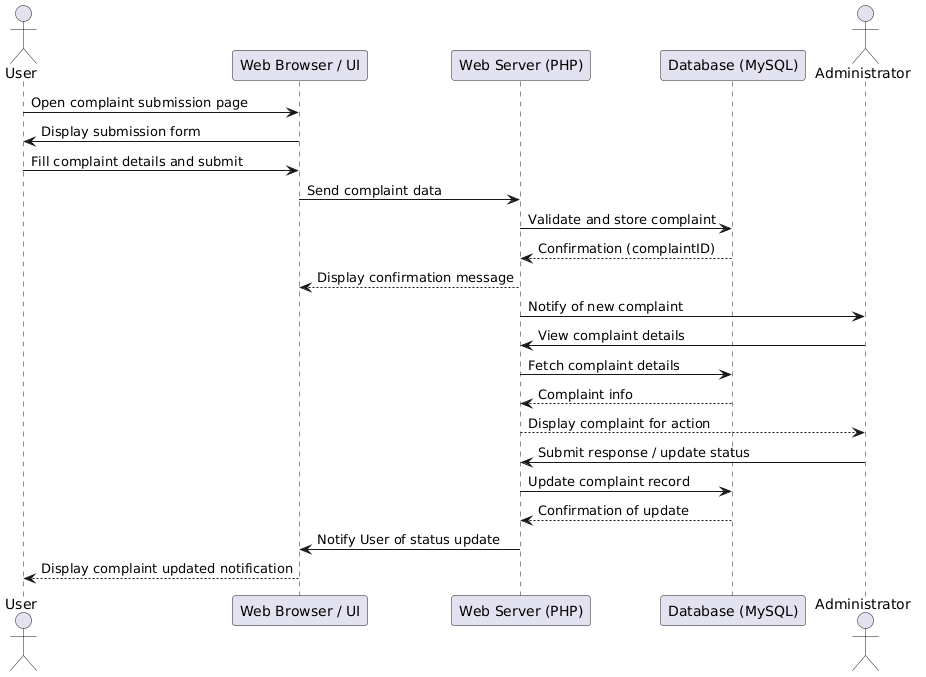 User
Web Browser / UI
Web Server (PHP)
Database (MySQL)
Administrator
Open complaint submission page
Display submission form
Fill complaint details and submit
Send complaint data
Validate and store complaint
Confirmation (complaintID)
Display confirmation message
Notify of new complaint
View complaint details
Fetch complaint details
Complaint info
Display complaint for action
Submit response / update status
Update complaint record
Confirmation of update
Notify User of status update
Display complaint updated notification
User
Web Browser / UI
Web Server (PHP)
Database (MySQL)
Administrator